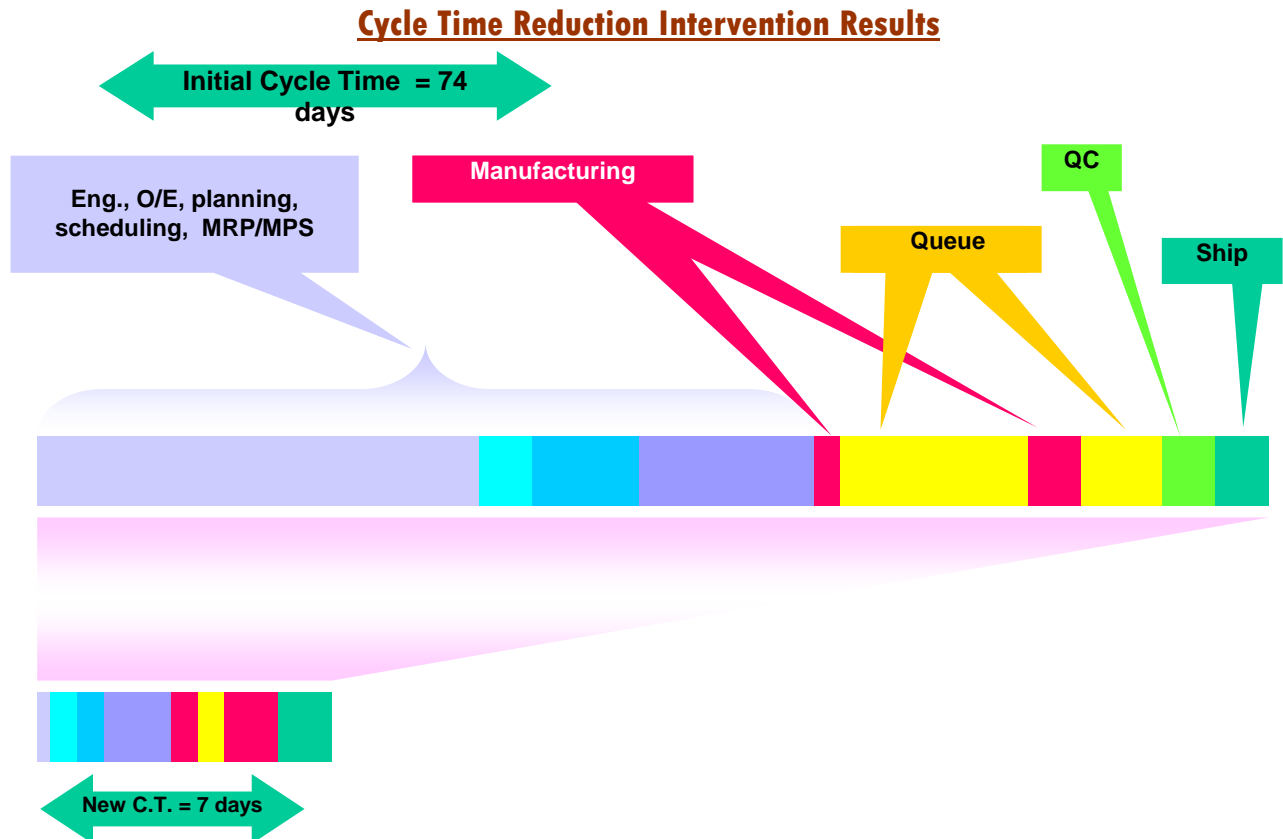 Cycle Time Reduction Intervention Results
Initial Cycle Time = 74
days
Eng., O/E, planning,
scheduling, MRP/MPS
Manufacturing
QC
Queue
Ship
New C.T. = 7 days